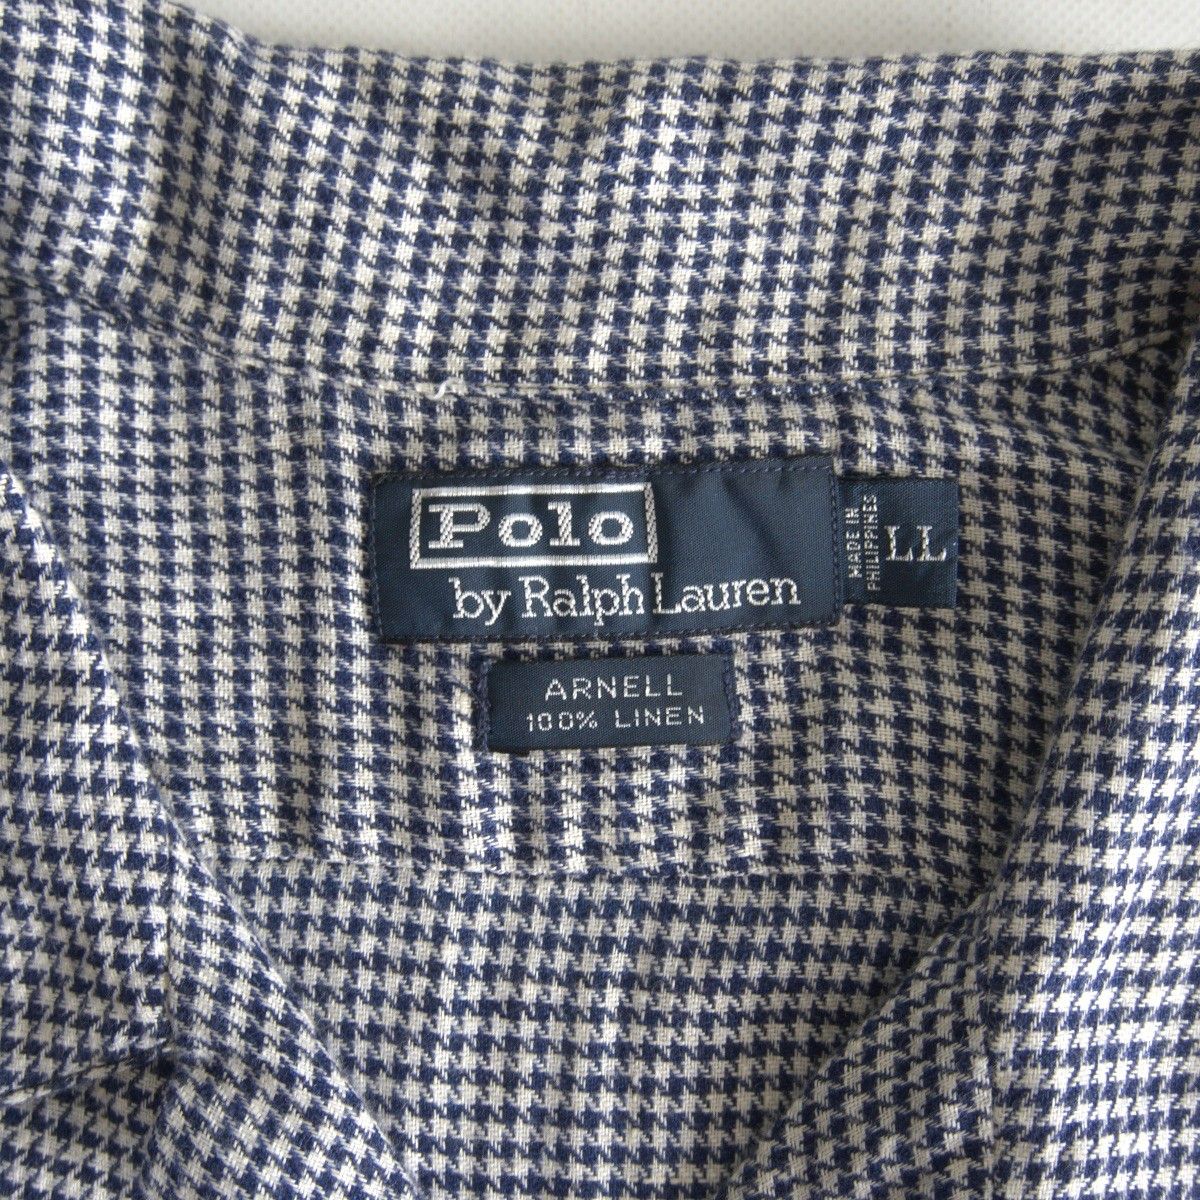 Polo
by Ralph Lauren
MADE IN
PHILIPPINES
LL
ARNELL
100% LINEN